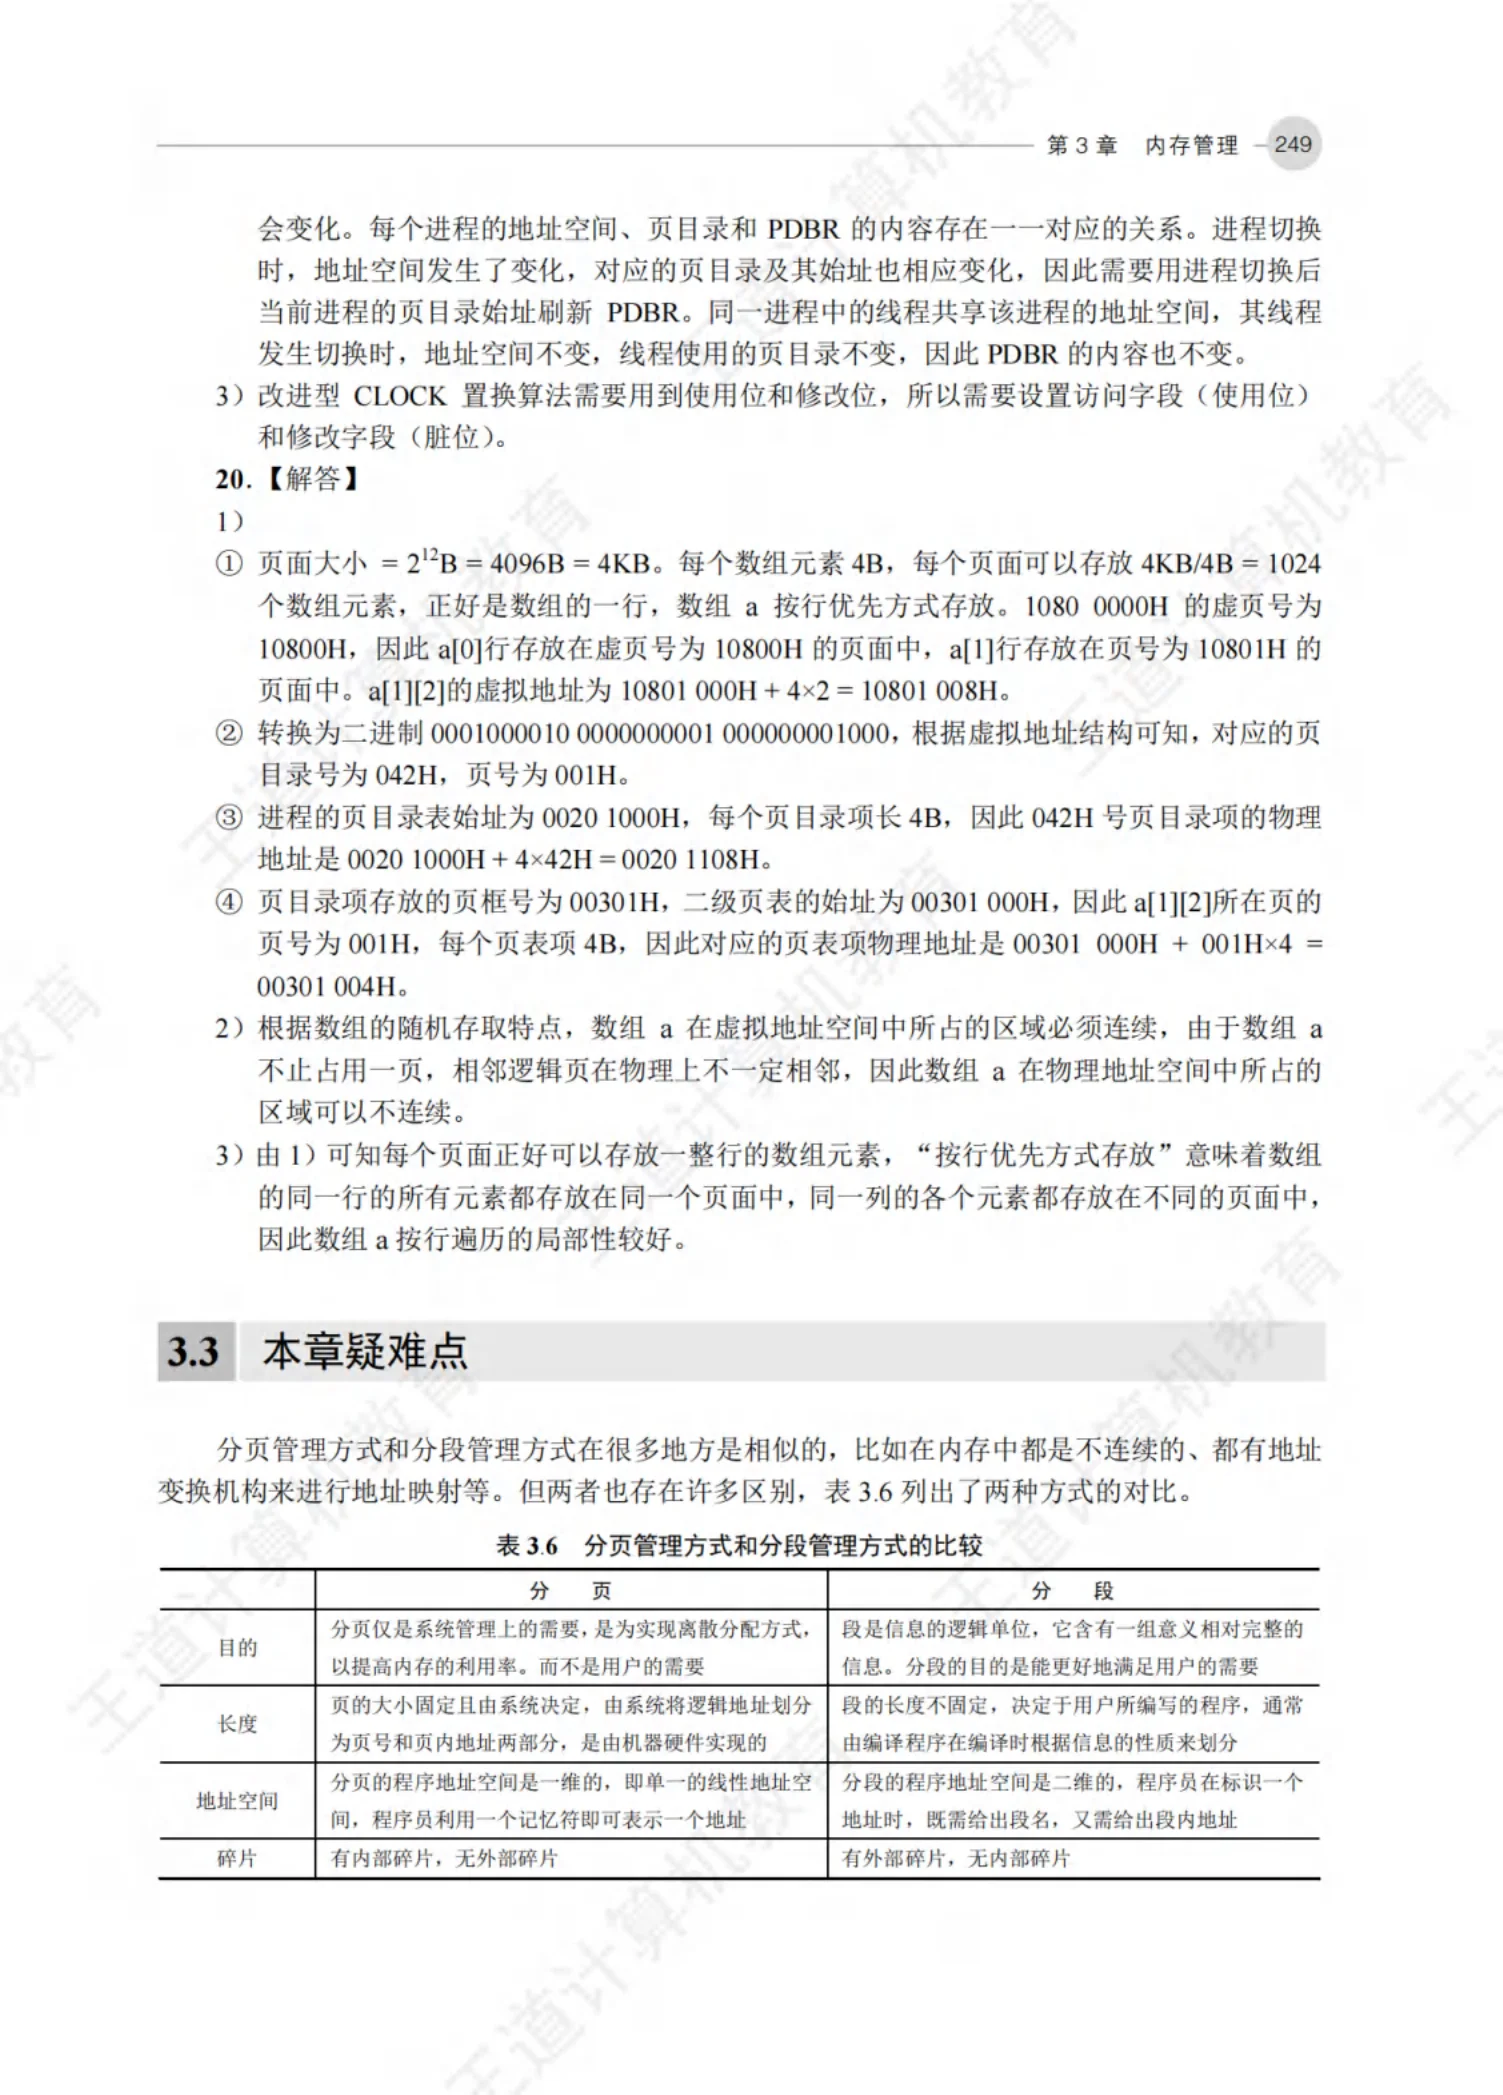 第 3 章 内存管理 249
会变化。每个进程的地址空间、页目录和 PDBR 的内容存在一一对应的关系。进程切换
时，地址空间发生了变化，对应的页目录及其始址也相应变化，因此需要用进程切换后
当前进程的页目录始址刷新 PDBR。同一进程中的线程共享该进程的地址空间，其线程
发生切换时，地址空间不变，线程使用的页目录不变，因此 PDBR 的内容也不变。
3）改进型 CLOCK 置换算法需要用到使用位和修改位，所以需要设置访问字段（使用位）
和修改字段（脏位）。
20.【解答】
1）
① 页面大小 = 2¹²B = 4096B = 4KB。每个数组元素 4B，每个页面可以存放 4KB/4B = 1024
个数组元素，正好是数组的一行，数组 a 按行优先方式存放。1080 0000H 的虚页号为
10800H，因此 a[0]行存放在虚页号为 10800H 的页面中，a[1]行存放在页号为 10801H 的
页面中。a[1][2]的虚拟地址为 10801 000H + 4×2 = 10801 008H。
② 转换为二进制 0001000010 0000000001 000000001000，根据虚拟地址结构可知，对应的页
目录号为 042H，页号为 001H。
③ 进程的页目录表始址为 0020 1000H，每个页目录项长 4B，因此 042H 号页目录项的物理
地址是 0020 1000H + 4×42H = 0020 1108H。
④ 页目录项存放的页框号为 00301H，二级页表的始址为 00301 000H，因此 a[1][2]所在页的
页号为 001H，每个页表项 4B，因此对应的页表项物理地址是 00301 000H + 001H×4 =
00301 004H。
2）根据数组的随机存取特点，数组 a 在虚拟地址空间中所占的区域必须连续，由于数组 a
不止占用一页，相邻逻辑页在物理上不一定相邻，因此数组 a 在物理地址空间中所占的
区域可以不连续。
3）由 1）可知每个页面正好可以存放一整行的数组元素，“按行优先方式存放”意味着数组
的同一行的所有元素都存放在同一个页面中，同一列的各个元素都存放在不同的页面中，
因此数组 a 按行遍历的局部性较好。
3.3 本章疑难点
分页管理方式和分段管理方式在很多地方是相似的，比如在内存中都是不连续的、都有地址
变换机构来进行地址映射等。但两者也存在许多区别，表 3.6 列出了两种方式的对比。
表 3.6 分页管理方式和分段管理方式的比较
分 页 分 段
目的
分页仅是系统管理上的需要，是为实现离散分配方式，
以提高内存的利用率。而不是用户的需要
段是信息的逻辑单位，它含有一组意义相对完整的
信息。分段的目的是能更好地满足用户的需要
长度
页的大小固定且由系统决定，由系统将逻辑地址划分
为页号和页内地址两部分，是由机器硬件实现的
段的长度不固定，决定于用户所编写的程序，通常
由编译程序在编译时根据信息的性质来划分
地址空间
分页的程序地址空间是一维的，即单一的线性地址空
间，程序员利用一个记忆符即可表示一个地址
分段的程序地址空间是二维的，程序员在标识一个
地址时，既需给出段名，又需给出段内地址
碎片
有内部碎片，无外部碎片
有外部碎片，无内部碎片
王道计算机教育
王道计算机教育
王道计算机教育
王道计算机教育
王道计算机教育
王道计算机教育
王道计算机教育
教育
王道